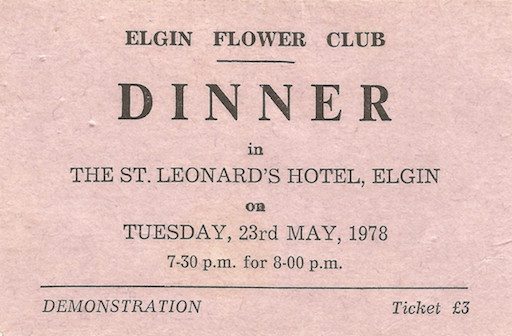 ELGIN FLOWER CLUB
DINNER
in
THE ST. LEONARD'S HOTEL, ELGIN
on
TUESDAY, 23rd MAY, 1978
7-30 p.m. for 8-00 p.m.
DEMONSTRATION Ticket £3